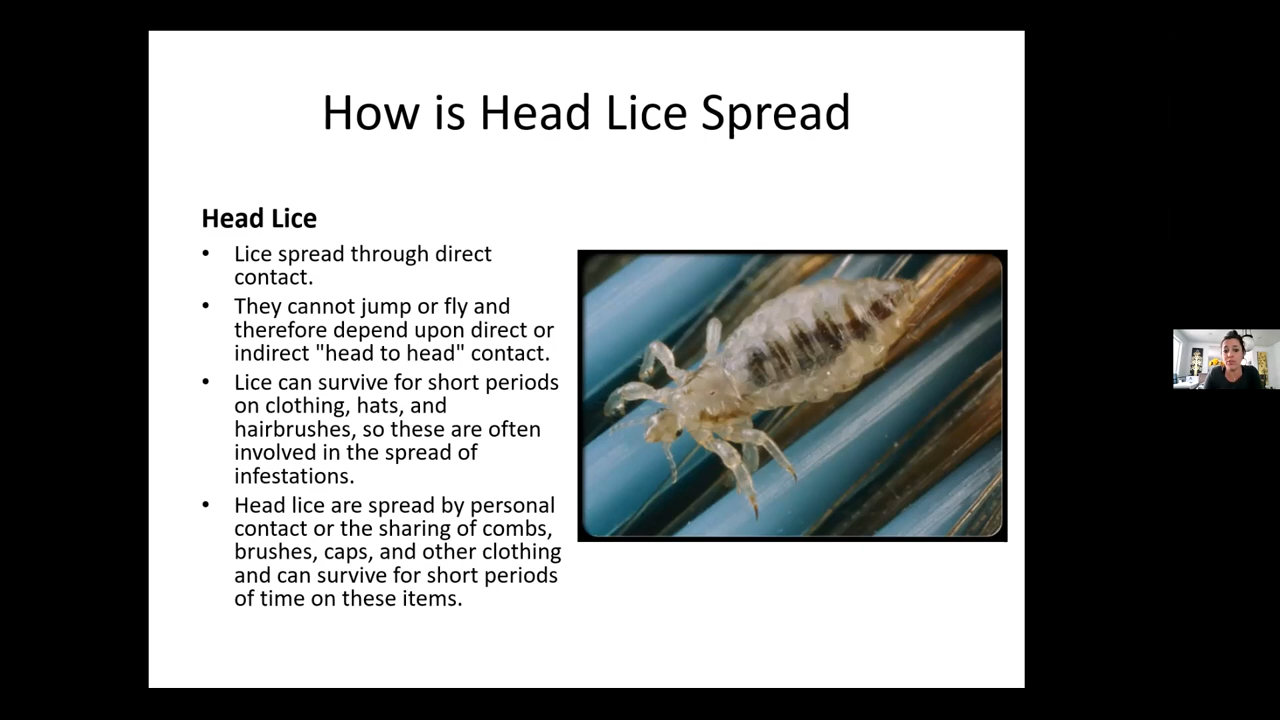 How is Head Lice Spread
Head Lice
• Lice spread through direct
contact.
• They cannot jump or fly and
therefore depend upon direct or
indirect "head to head" contact.
• Lice can survive for short periods
on clothing, hats, and
hairbrushes, so these are often
involved in the spread of
infestations.
• Head lice are spread by personal
contact or the sharing of combs,
brushes, caps, and other clothing
and can survive for short periods
of time on these items.